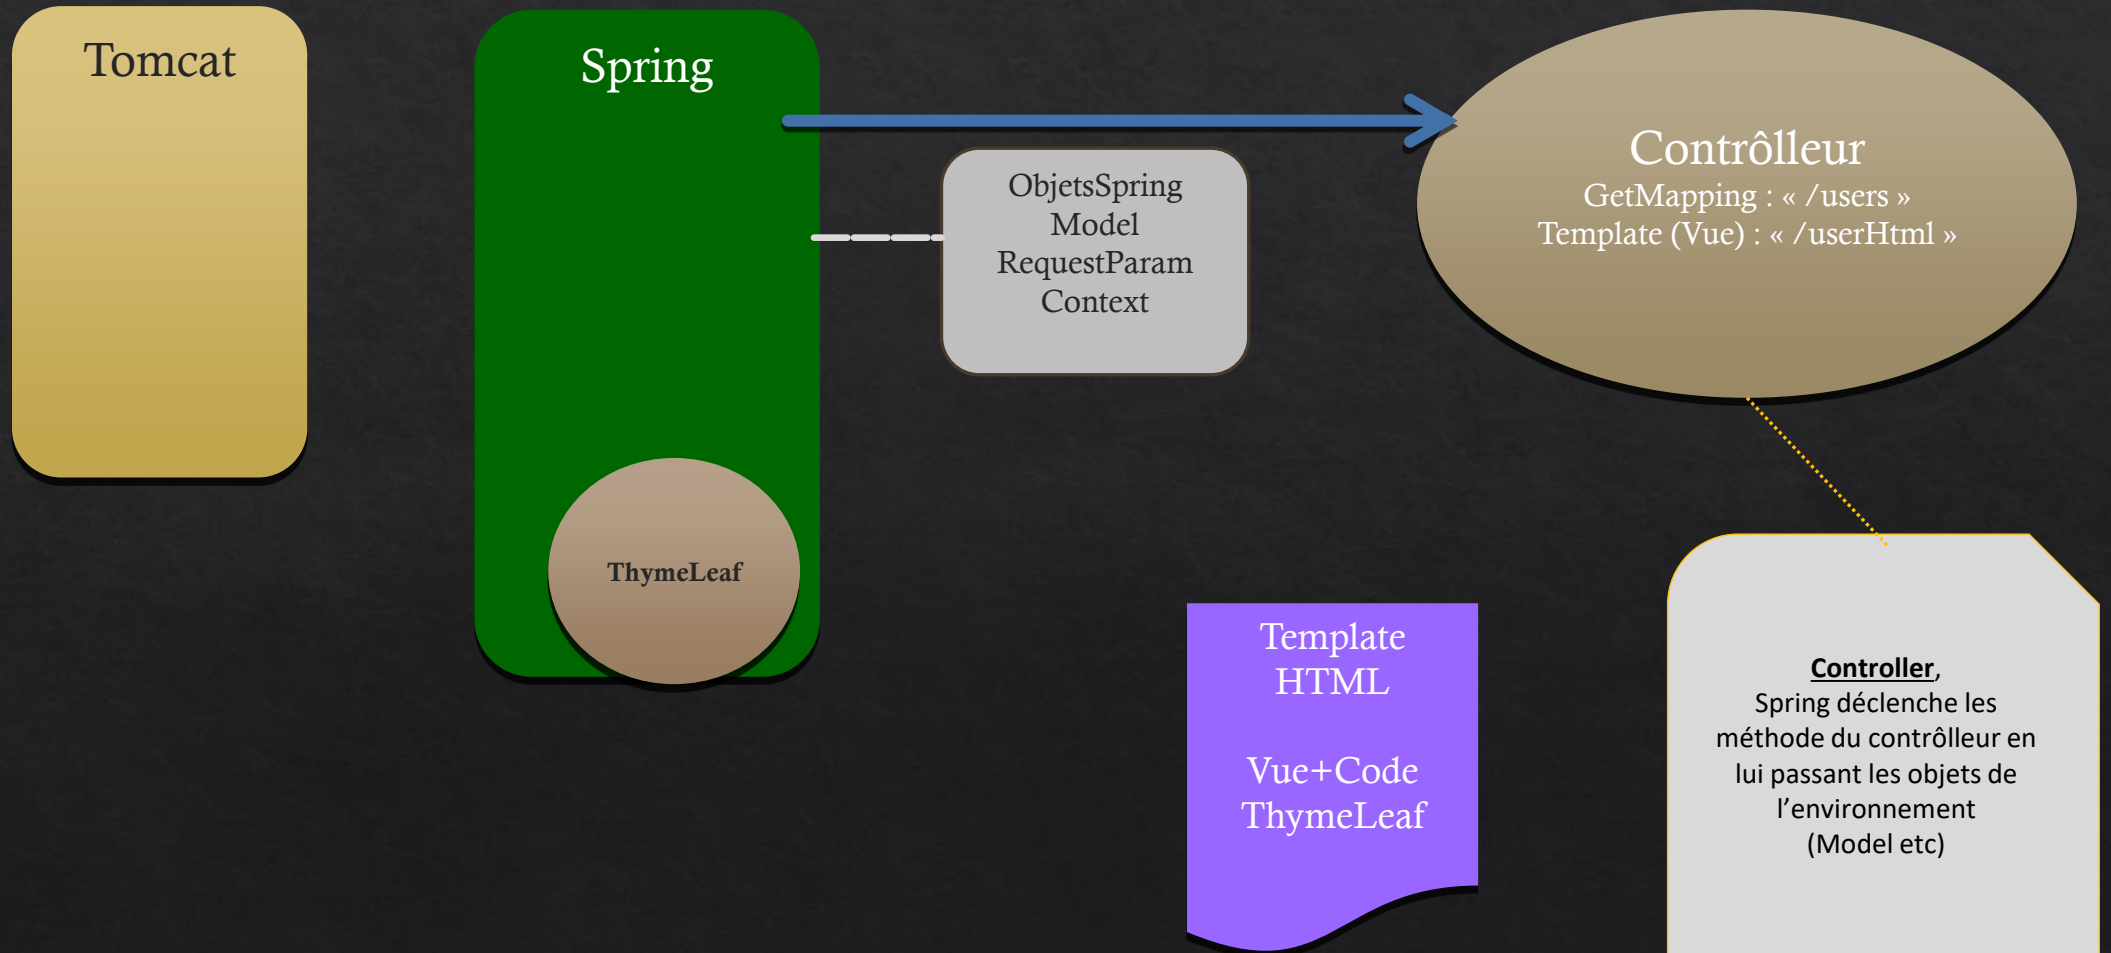 Tomcat
Spring
Contrôlleur
GetMapping : « /users »
Template (Vue) : « /userHtml »
ObjetsSpring
Model
RequestParam
Context
ThymeLeaf
Template
HTML
Vue+Code
ThymeLeaf
Controller,
Spring déclenche les
méthode du contrôlleur en
lui passant les objets de
l’environnement
(Model etc)